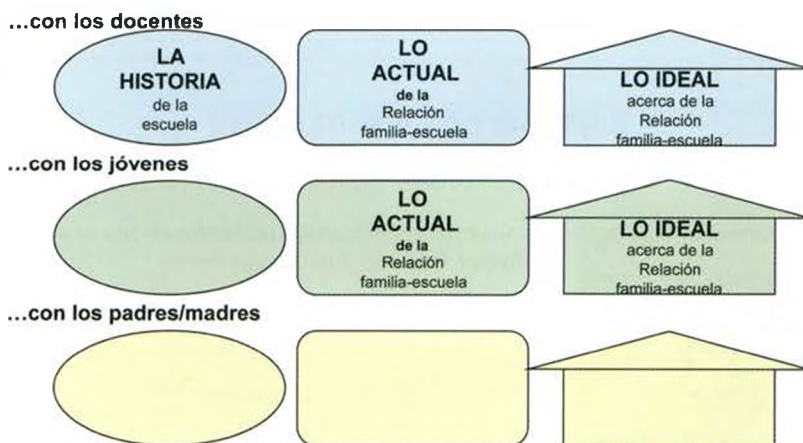 ...con los docentes
LA
HISTORIA
de la
escuela
LO
ACTUAL
de la
Relación
familia-escuela
LO IDEAL
acerca de la
Relación
familia-escuela
...con los jóvenes
LO
ACTUAL
de la
Relación
familia-escuela
LO IDEAL
acerca de la
Relación
familia-escuela
...con los padres/madres